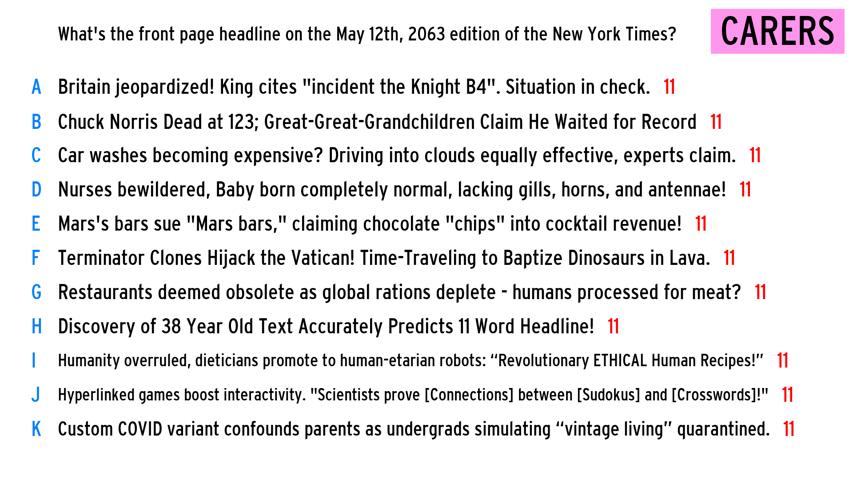 What's the front page headline on the May 12th, 2063 edition of the New York Times?
CARERS
A Britain jeopardized! King cites "incident the Knight B4". Situation in check. 11
B Chuck Norris Dead at 123; Great-Great-Grandchildren Claim He Waited for Record 11
C Car washes becoming expensive? Driving into clouds equally effective, experts claim. 11
D Nurses bewildered, Baby born completely normal, lacking gills, horns, and antennae! 11
E Mars's bars sue "Mars bars," claiming chocolate "chips" into cocktail revenue! 11
F Terminator Clones Hijack the Vatican! Time-Traveling to Baptize Dinosaurs in Lava. 11
G Restaurants deemed obsolete as global rations deplete - humans processed for meat? 11
H Discovery of 38 Year Old Text Accurately Predicts 11 Word Headline! 11
I Humanity overruled, dieticians promote to human-etarian robots: “Revolutionary ETHICAL Human Recipes!” 11
J Hyperlinked games boost interactivity. "Scientists prove [Connections] between [Sudokus] and [Crosswords]!" 11
K Custom COVID variant confounds parents as undergrads simulating “vintage living” quarantined. 11